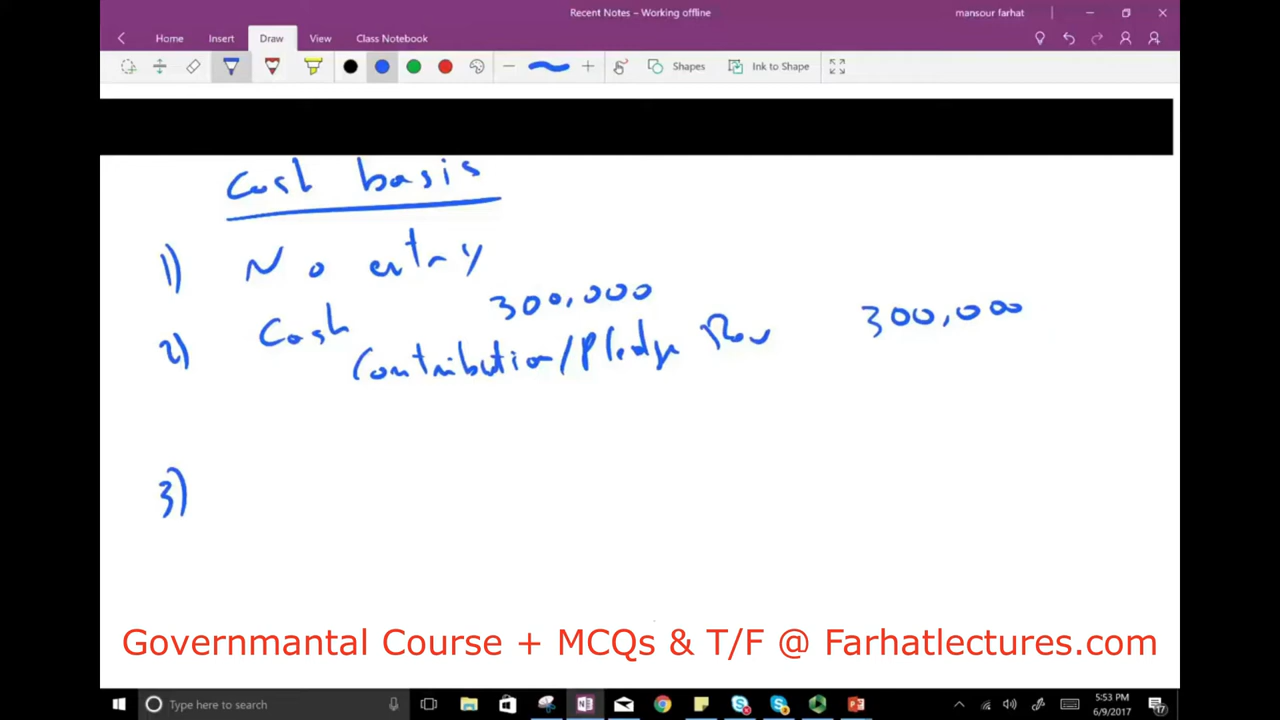 Recent Notes – Working offline
mansour farhat
Home Insert Draw View Class Notebook
Shapes Ink to Shape
Cash basis
1) No entry
2) Cash 300,000
Contribution/Pledge Rev 300,000
3)
Governmantal Course + MCQs & T/F @ Farhatlectures.com
Type here to search
5:53 PM
6/9/2017
17